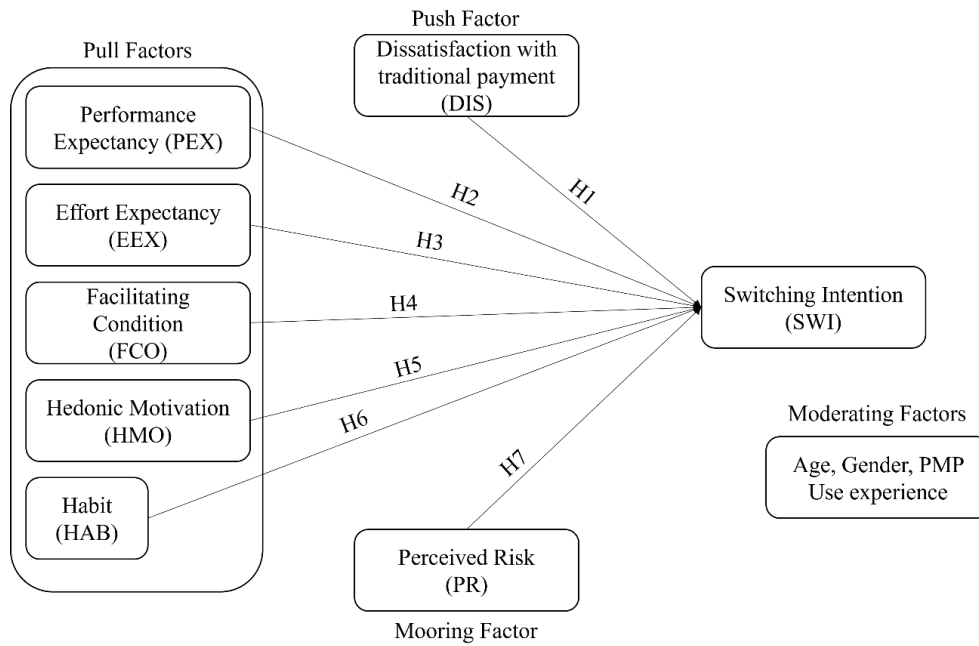 Push Factor
Dissatisfaction with
traditional payment
(DIS)
Pull Factors
Performance
Expectancy (PEX)
Effort Expectancy
(EEX)
Facilitating
Condition
(FCO)
Hedonic Motivation
(HMO)
Habit
(HAB)
H1
H2
H3
H4
H5
H6
H7
Switching Intention
(SWI)
Moderating Factors
Age, Gender, PMP
Use experience
Perceived Risk
(PR)
Mooring Factor